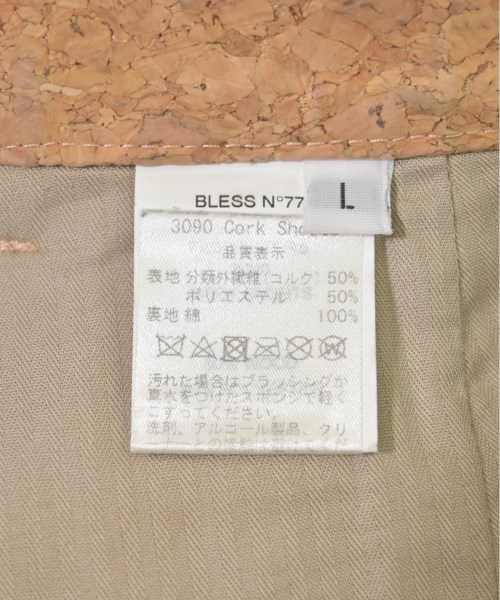 BLESS N°77
L
3090 Cork
品質表示
表地 分類外繊維(コルク) 50%
ポリエステル 50%
裏地 綿 100%
汚れた場合はブラッシングか
裏水をつけたスポンジで軽く
こすってください。
洗剤、アルコール製品、クリ